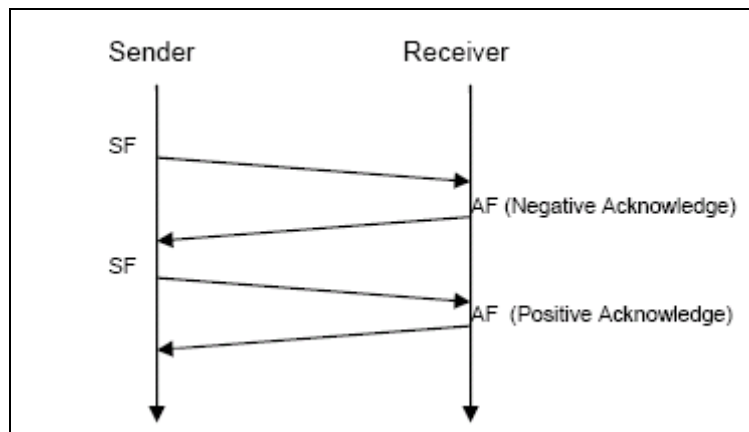 Sender Receiver
SF
AF (Negative Acknowledge)
SF
AF (Positive Acknowledge)